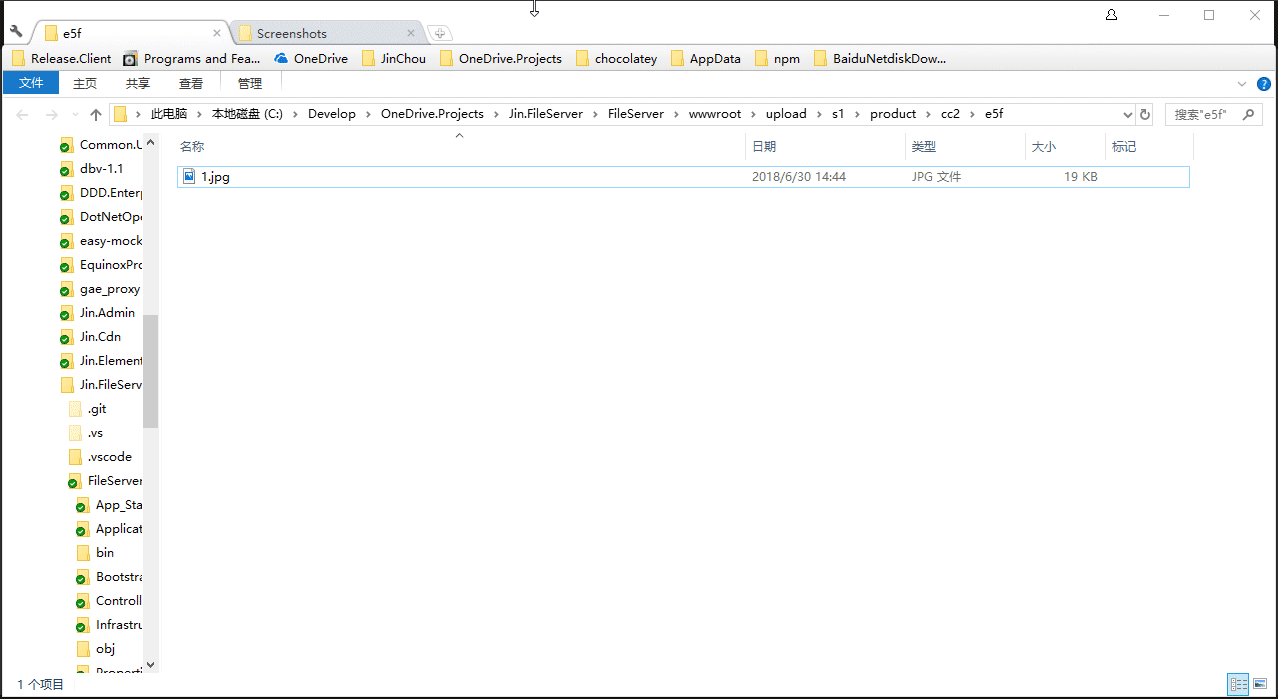 e5f
Screenshots
Release.Client Programs and Fea... OneDrive JinChou OneDrive.Projects chocolatey AppData npm BaiduNetdiskDow...
文件 主页 共享 查看 管理
此电脑 本地磁盘 (C:) Develop OneDrive.Projects Jin.FileServer FileServer wwwroot upload s1 product cc2 e5f 搜索"e5f"
名称 日期 类型 大小 标记
1.jpg 2018/6/30 14:44 JPG 文件 19 KB
Common.U
dbv-1.1
DDD.Enterp
DotNetOpe
easy-mock
EquinoxPro
gae_proxy
Jin.Admin
Jin.Cdn
Jin.Element
Jin.FileServ
.git
.vs
.vscode
FileServer
App_Sta
Applicat
bin
Bootstra
Controll
Infrastru
obj
Properti
1 个项目